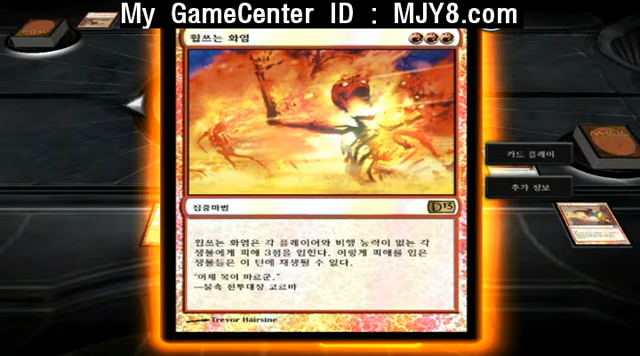 My GameCenter ID : MJY8.com
휩쓰는 화염
카드 플레이
추가 정보
집중마법
D13
휩쓰는 화염은 각 플레이어와 비행 능력이 없는 각
생물에게 피해 3점을 입힌다. 이렇게 피해를 입은
생물들은 이 턴에 재생될 수 없다.
"이제 목이 마르군."
—불욕 전투대장 코르바
Trevor Hairsine